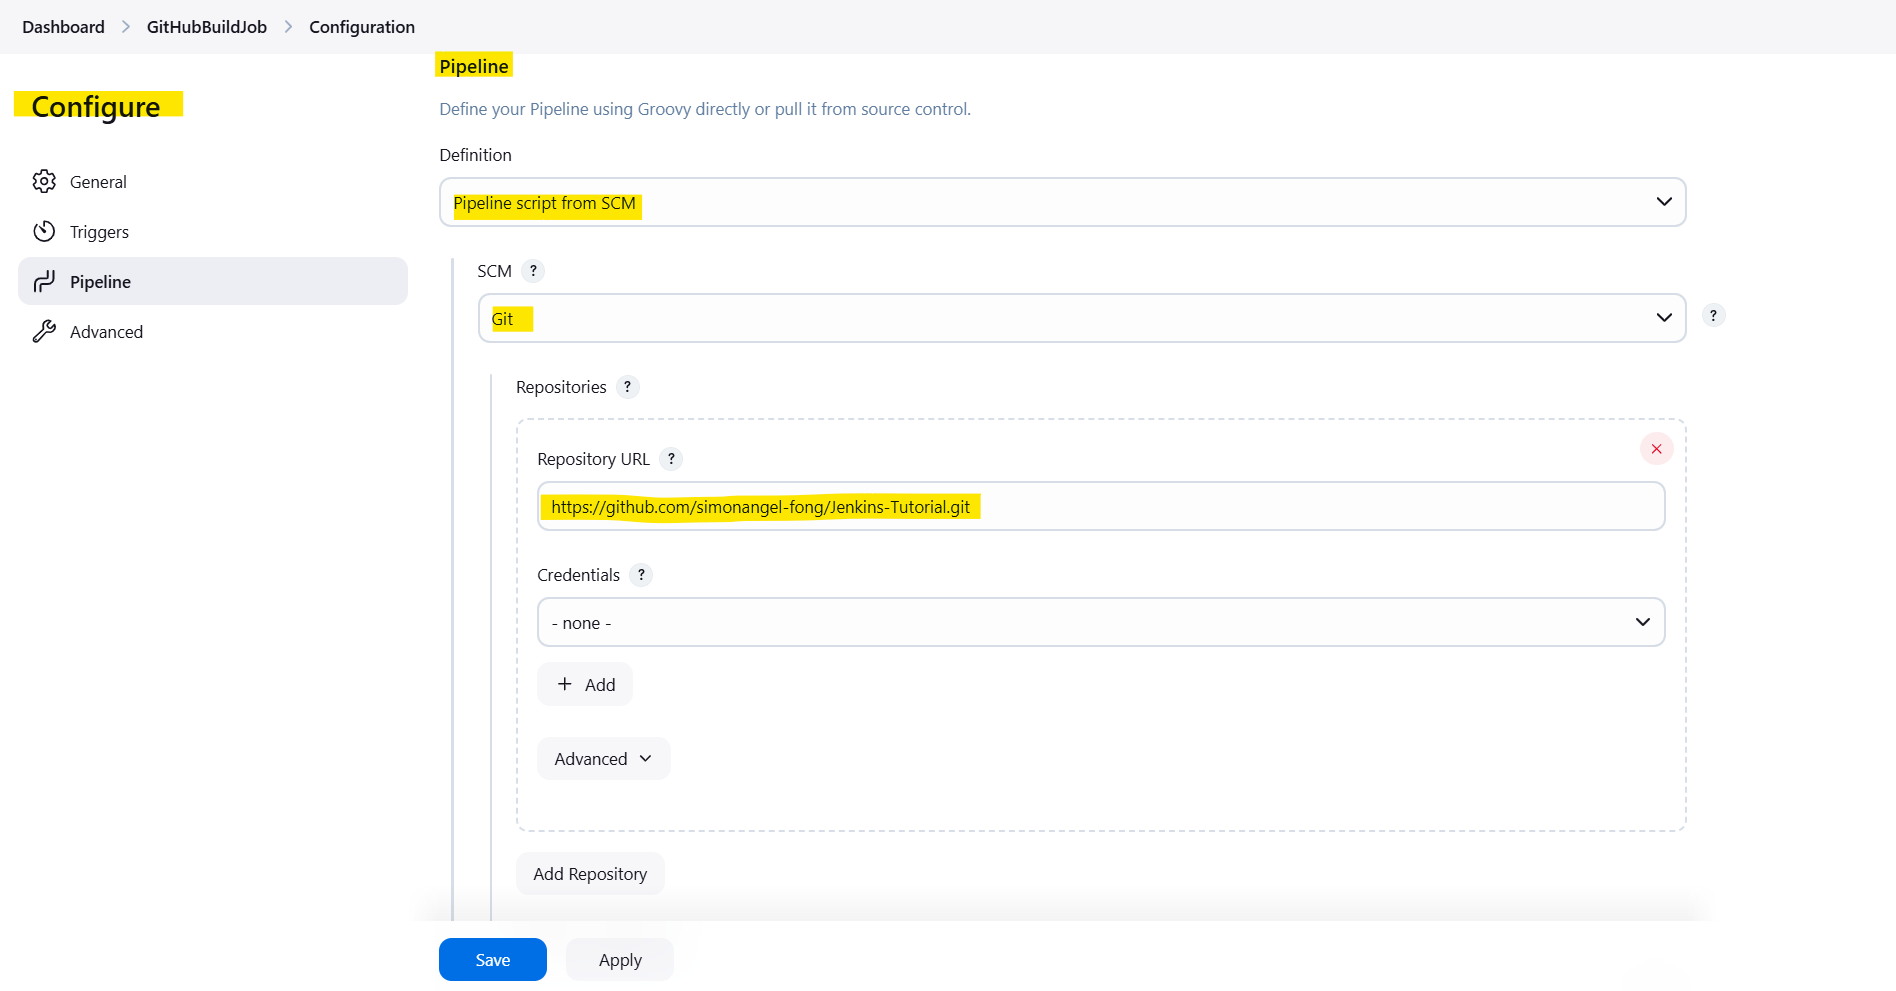 Dashboard > GitHubBuildJob > Configuration
Configure
General
Triggers
Pipeline
Advanced
Pipeline
Define your Pipeline using Groovy directly or pull it from source control.
Definition
Pipeline script from SCM
SCM ?
Git
?
Repositories ?
Repository URL ?
https://github.com/simonangel-fong/Jenkins-Tutorial.git
Credentials ?
- none -
+ Add
Advanced
Add Repository
Save Apply